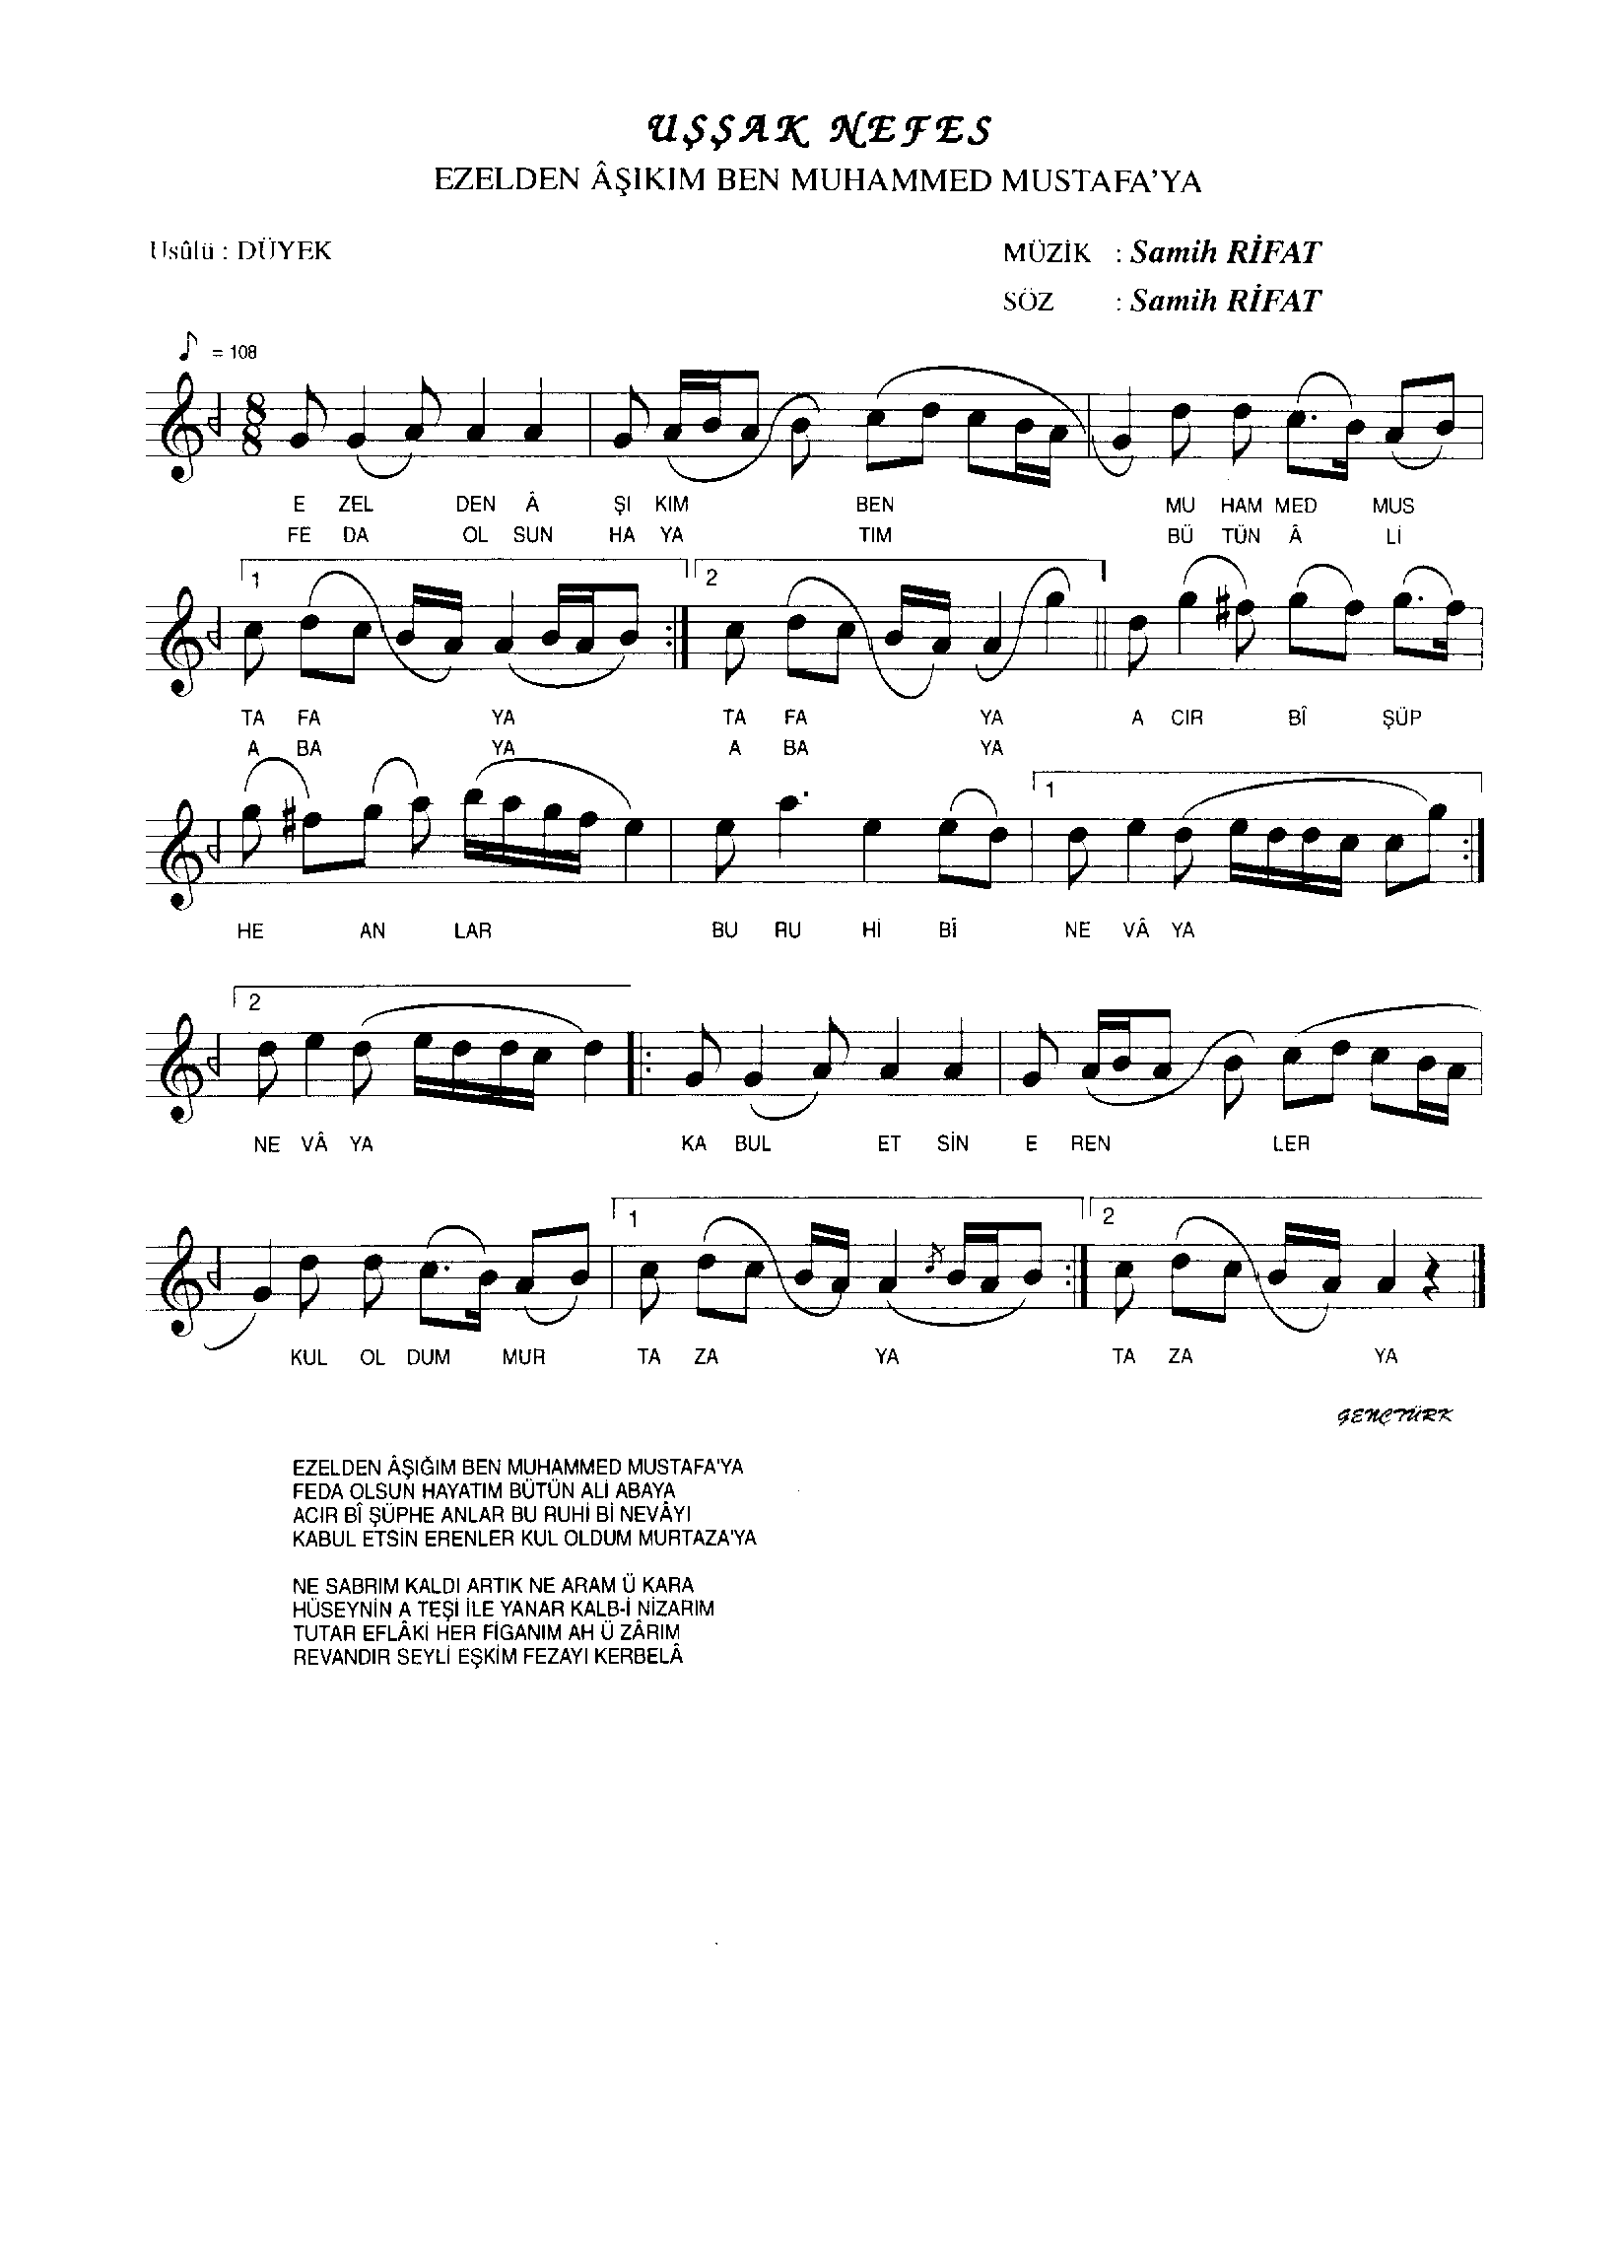 UŞŞAK NEFES
EZELDEN ÂŞIKIM BEN MUHAMMED MUSTAFA'YA
Usûlü : DÜYEK
MÜZİK : Samih RİFAT
SÖZ : Samih RİFAT
= 108
8
8
E ZEL DEN Â ŞI KIM BEN MU HAM MED MUS
FE DA OL SUN HA YA TIM BÜ TÜN Â Lİ
1 2
TA FA YA TA FA YA A CIR BÎ ŞÜP
A BA YA A BA YA
1
HE AN LAR BU RU Hİ BÎ NE VÂ YA
2
NE VÂ YA KA BUL ET SİN E REN LER
1 2
KUL OL DUM MUR TA ZA YA TA ZA YA
GENÇTÜRK
EZELDEN ÂŞIĞIM BEN MUHAMMED MUSTAFA'YA
FEDA OLSUN HAYATIM BÜTÜN ALİ ABAYA
ACIR BÎ ŞÜPHE ANLAR BU RUHİ Bİ NEVÂYI
KABUL ETSİN ERENLER KUL OLDUM MURTAZA'YA
NE SABRIM KALDI ARTIK NE ARAM Ü KARA
HÜSEYNİN A TEŞİ İLE YANAR KALB-İ NİZARIM
TUTAR EFLÂKİ HER FİGANIM AH Ü ZÂRIM
REVANDIR SEYLİ EŞKİM FEZAYI KERBELÂ